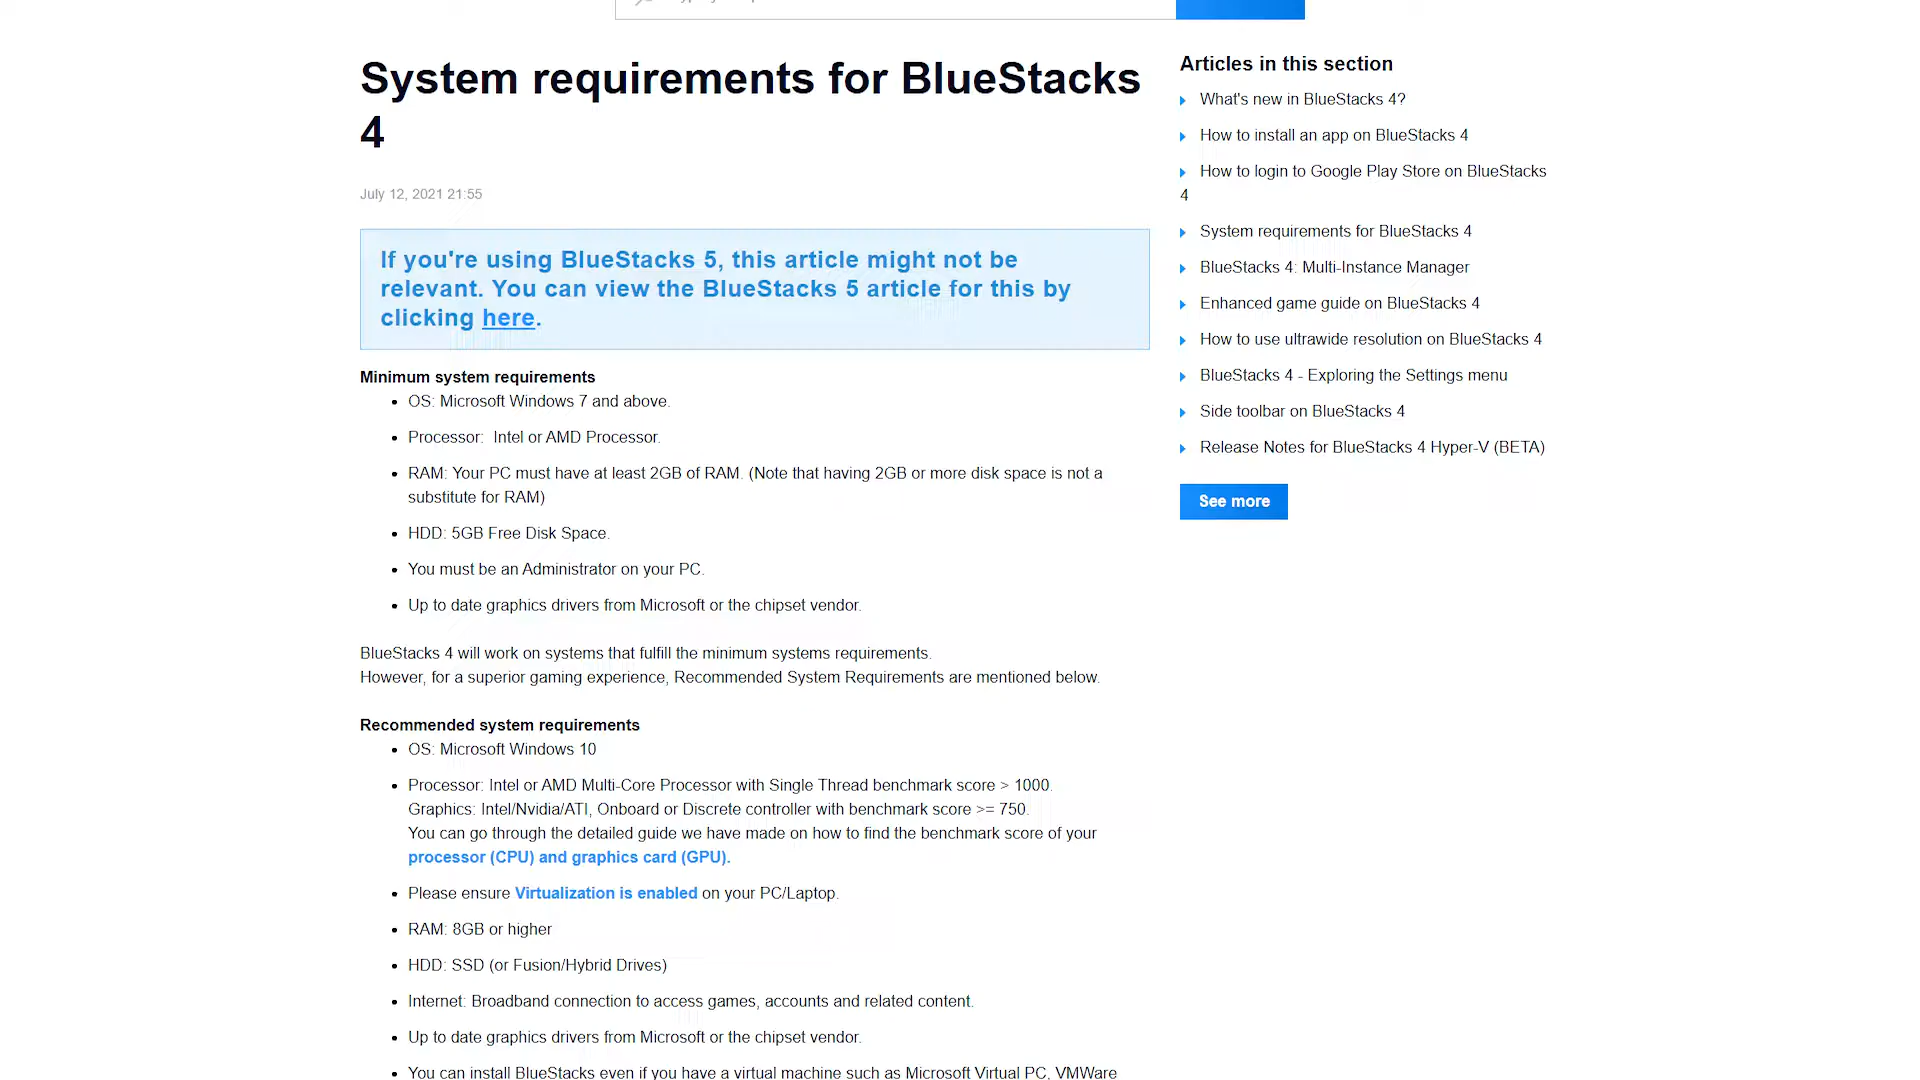 System requirements for BlueStacks
4
July 12, 2021 21:55
If you're using BlueStacks 5, this article might not be
relevant. You can view the BlueStacks 5 article for this by
clicking here.
Minimum system requirements
• OS: Microsoft Windows 7 and above.
• Processor:  Intel or AMD Processor.
• RAM: Your PC must have at least 2GB of RAM. (Note that having 2GB or more disk space is not a
substitute for RAM)
• HDD: 5GB Free Disk Space.
• You must be an Administrator on your PC.
• Up to date graphics drivers from Microsoft or the chipset vendor.
BlueStacks 4 will work on systems that fulfill the minimum systems requirements.
However, for a superior gaming experience, Recommended System Requirements are mentioned below.
Recommended system requirements
• OS: Microsoft Windows 10
• Processor: Intel or AMD Multi-Core Processor with Single Thread benchmark score > 1000.
Graphics: Intel/Nvidia/ATI, Onboard or Discrete controller with benchmark score >= 750.
You can go through the detailed guide we have made on how to find the benchmark score of your
processor (CPU) and graphics card (GPU).
• Please ensure Virtualization is enabled on your PC/Laptop.
• RAM: 8GB or higher
• HDD: SSD (or Fusion/Hybrid Drives)
• Internet: Broadband connection to access games, accounts and related content.
• Up to date graphics drivers from Microsoft or the chipset vendor.
• You can install BlueStacks even if you have a virtual machine such as Microsoft Virtual PC, VMWare
Articles in this section
What's new in BlueStacks 4?
How to install an app on BlueStacks 4
How to login to Google Play Store on BlueStacks
4
System requirements for BlueStacks 4
BlueStacks 4: Multi-Instance Manager
Enhanced game guide on BlueStacks 4
How to use ultrawide resolution on BlueStacks 4
BlueStacks 4 - Exploring the Settings menu
Side toolbar on BlueStacks 4
Release Notes for BlueStacks 4 Hyper-V (BETA)
See more